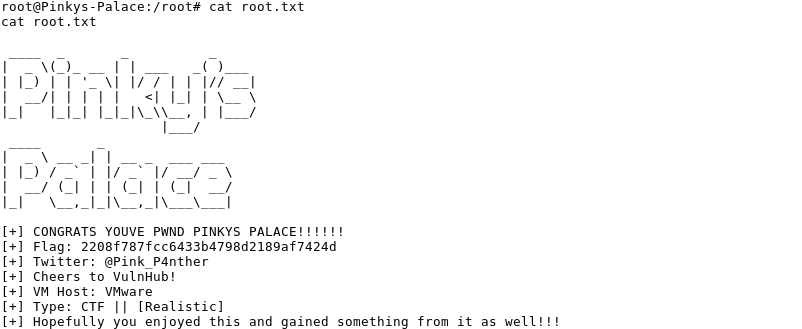 root@Pinkys-Palace:/root# cat root.txt
cat root.txt
Pinky's
Palace
[+] CONGRATS YOUVE PWND PINKYS PALACE!!!!!!
[+] Flag: 2208f787fcc6433b4798d2189af7424d
[+] Twitter: @Pink_P4nther
[+] Cheers to VulnHub!
[+] VM Host: VMware
[+] Type: CTF || [Realistic]
[+] Hopefully you enjoyed this and gained something from it as well!!!